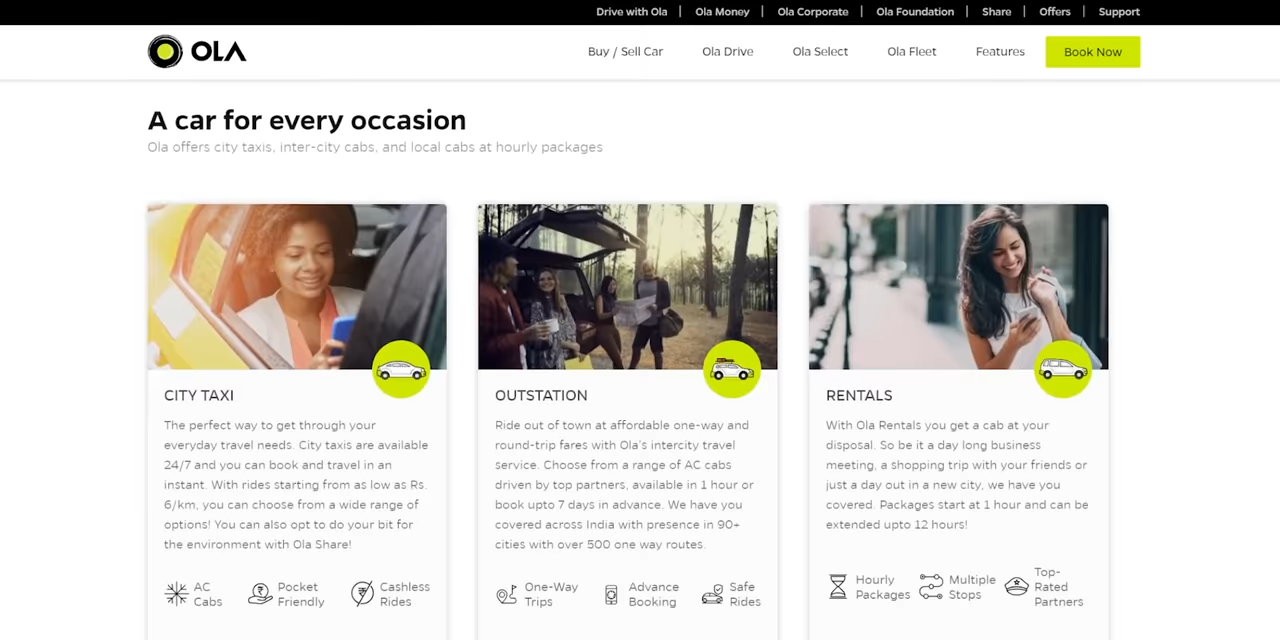 Drive with Ola | Ola Money | Ola Corporate | Ola Foundation | Share | Offers | Support
OLA
Buy / Sell Car
Ola Drive
Ola Select
Ola Fleet
Features
Book Now
A car for every occasion
Ola offers city taxis, inter-city cabs, and local cabs at hourly packages
CITY TAXI
The perfect way to get through your
everyday travel needs. City taxis are available
24/7 and you can book and travel in an
instant. With rides starting from as low as Rs.
6/km, you can choose from a wide range of
options! You can also opt to do your bit for
the environment with Ola Share!
AC
Cabs
Pocket
Friendly
Cashless
Rides
OUTSTATION
Ride out of town at affordable one-way and
round-trip fares with Ola's intercity travel
service. Choose from a range of AC cabs
driven by top partners, available in 1 hour or
book upto 7 days in advance. We have you
covered across India with presence in 90+
cities with over 500 one way routes.
One-Way
Trips
Advance
Booking
Safe
Rides
RENTALS
With Ola Rentals you get a cab at your
disposal. So be it a day long business
meeting, a shopping trip with your friends or
just a day out in a new city, we have you
covered. Packages start at 1 hour and can be
extended upto 12 hours!
Hourly
Packages
Multiple
Stops
Top-
Rated
Partners